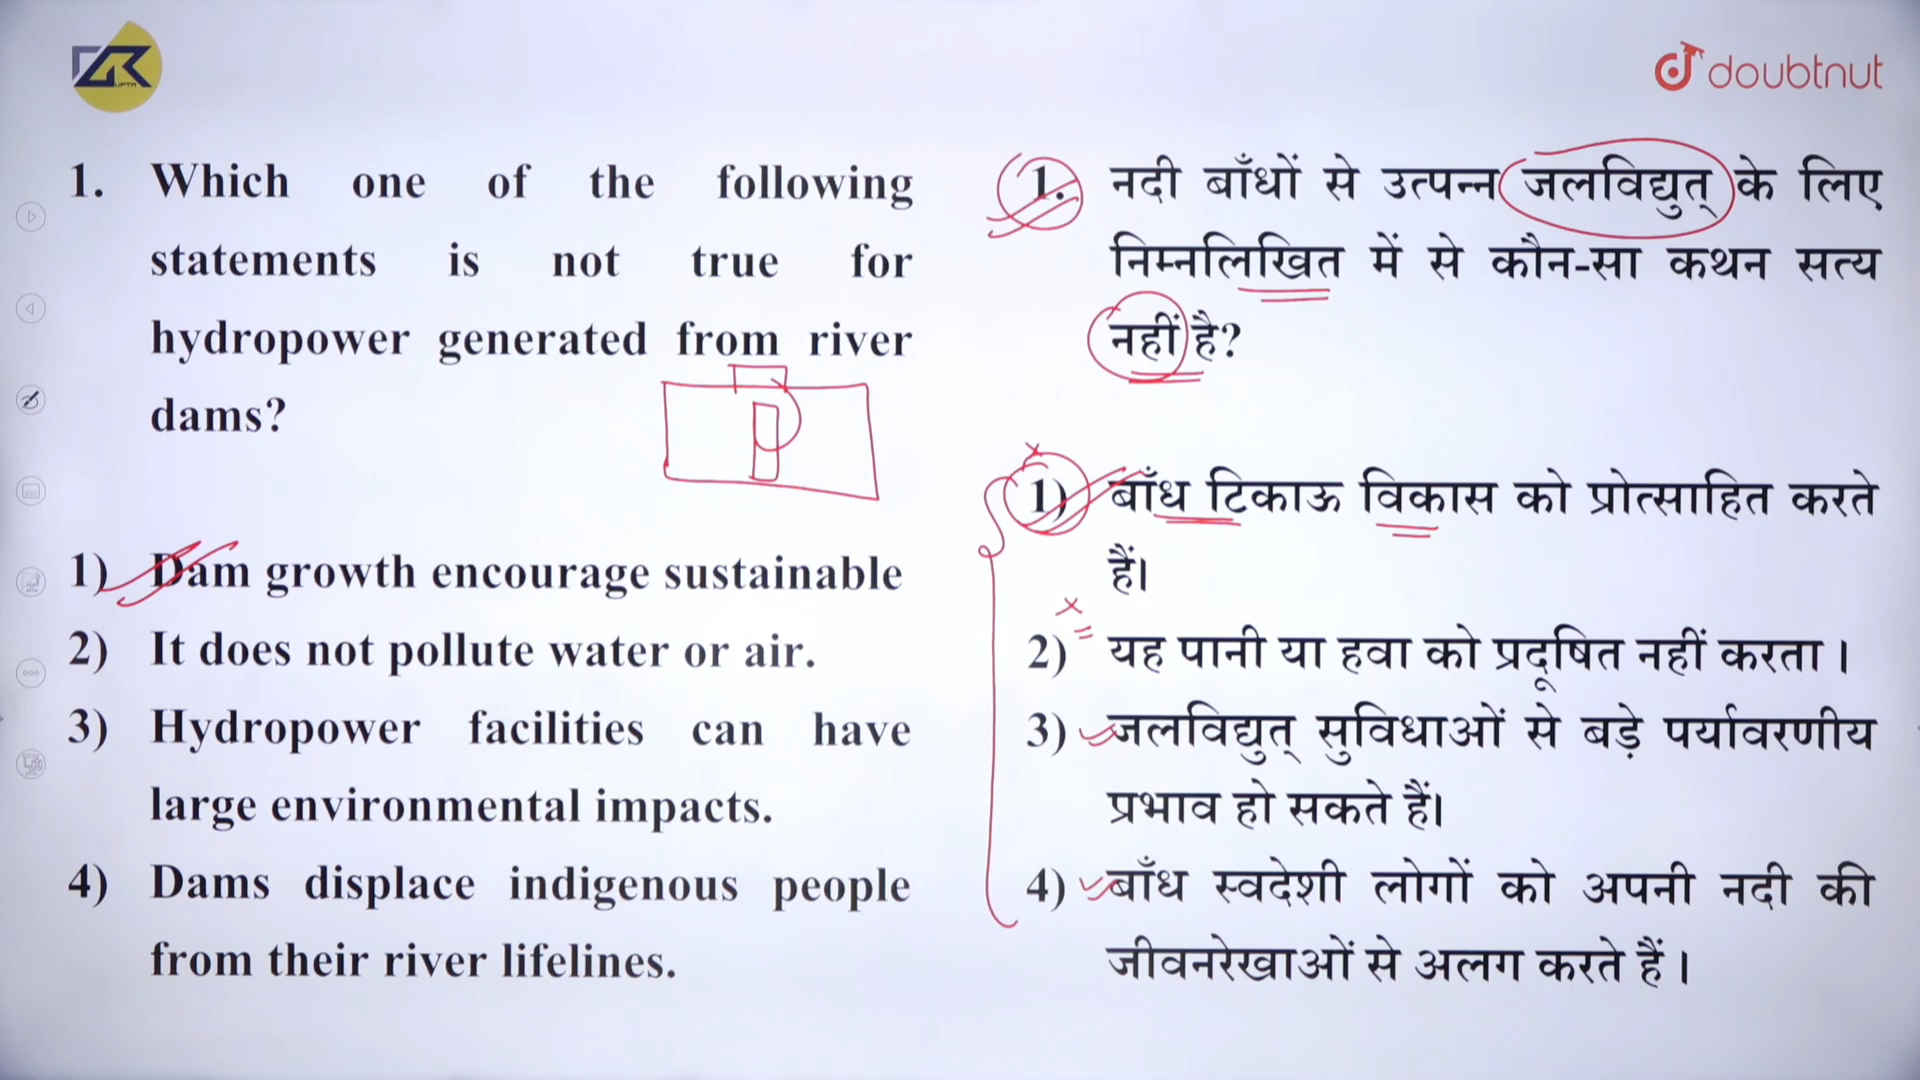 GR
UPTA
doubtnut
1. Which one of the following
statements is not true for
hydropower generated from river
dams?
1) Dam growth encourage sustainable
2) It does not pollute water or air.
3) Hydropower facilities can have
large environmental impacts.
4) Dams displace indigenous people
from their river lifelines.
1. नदी बाँधों से उत्पन्न जलविद्युत् के लिए
निम्नलिखित में से कौन-सा कथन सत्य
नहीं है?
1) बाँध टिकाऊ विकास को प्रोत्साहित करते
हैं।
2) यह पानी या हवा को प्रदूषित नहीं करता ।
3) जलविद्युत् सुविधाओं से बड़े पर्यावरणीय
प्रभाव हो सकते हैं।
4) बाँध स्वदेशी लोगों को अपनी नदी की
जीवनरेखाओं से अलग करते हैं ।